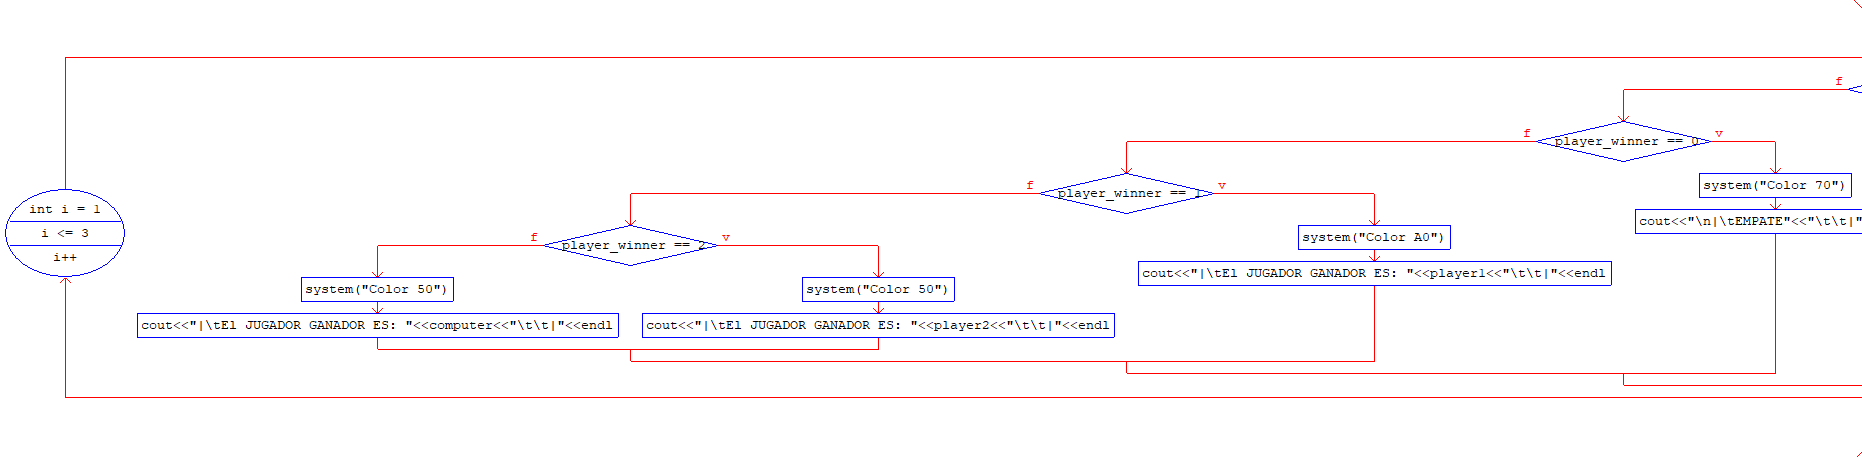 f
f
player_winner == 0
v
f
player_winner == 1
v
system("Color 70")
int i = 1
i <= 3
i++
cout<<"\n|\tEMPATE"<<"\t\t|"
f
player_winner == 2
v
system("Color A0")
cout<<"|\tEl JUGADOR GANADOR ES: "<<player1<<"\t\t|"<<endl
system("Color 50")
system("Color 50")
cout<<"|\tEl JUGADOR GANADOR ES: "<<computer<<"\t\t|"<<endl
cout<<"|\tEl JUGADOR GANADOR ES: "<<player2<<"\t\t|"<<endl